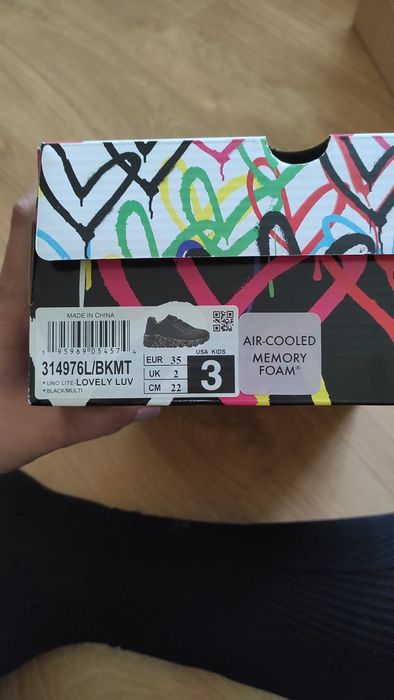 MADE IN CHINA
1 95969 05457 4
314976L/BKMT
• UNO LITE-LOVELY LUV
• BLACK/MULTI
EUR 35
UK 2
CM 22
USA KIDS
3
AIR-COOLED
MEMORY
FOAM®